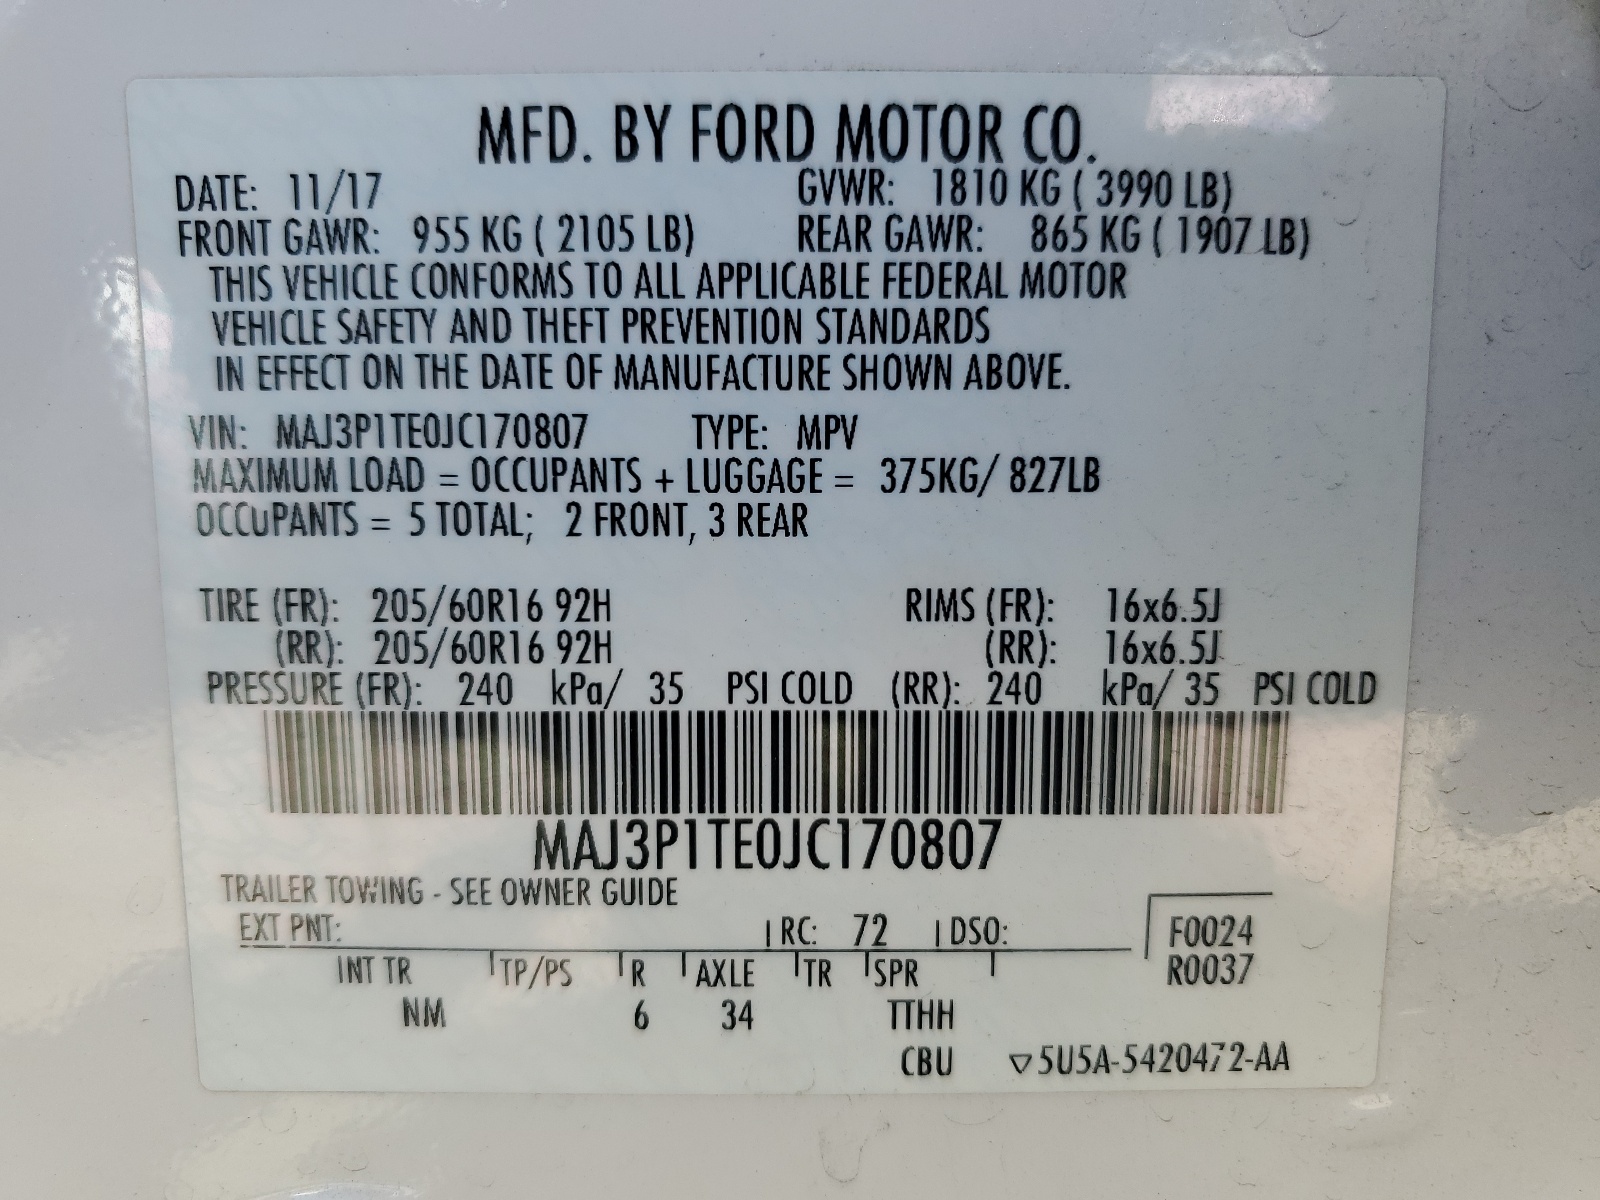 MFD. BY FORD MOTOR CO.
DATE: 11/17 GVWR: 1810 KG ( 3990 LB)
FRONT GAWR: 955 KG ( 2105 LB) REAR GAWR: 865 KG ( 1907 LB)
THIS VEHICLE CONFORMS TO ALL APPLICABLE FEDERAL MOTOR
VEHICLE SAFETY AND THEFT PREVENTION STANDARDS
IN EFFECT ON THE DATE OF MANUFACTURE SHOWN ABOVE.
VIN: MAJ3P1TE0JC170807 TYPE: MPV
MAXIMUM LOAD = OCCUPANTS + LUGGAGE = 375KG/ 827LB
OCCUPANTS = 5 TOTAL; 2 FRONT, 3 REAR
TIRE (FR): 205/60R16 92H RIMS (FR): 16x6.5J
(RR): 205/60R16 92H (RR): 16x6.5J
PRESSURE (FR): 240 kPa/ 35 PSI COLD (RR): 240 kPa/ 35 PSI COLD
MAJ3P1TE0JC170807
TRAILER TOWING - SEE OWNER GUIDE
EXT PNT: RC: 72 DSO: F0024
INT TR TP/PS R AXLE TR SPR R0037
NM 6 34 TTHH
CBU ▽5U5A-5420472-AA